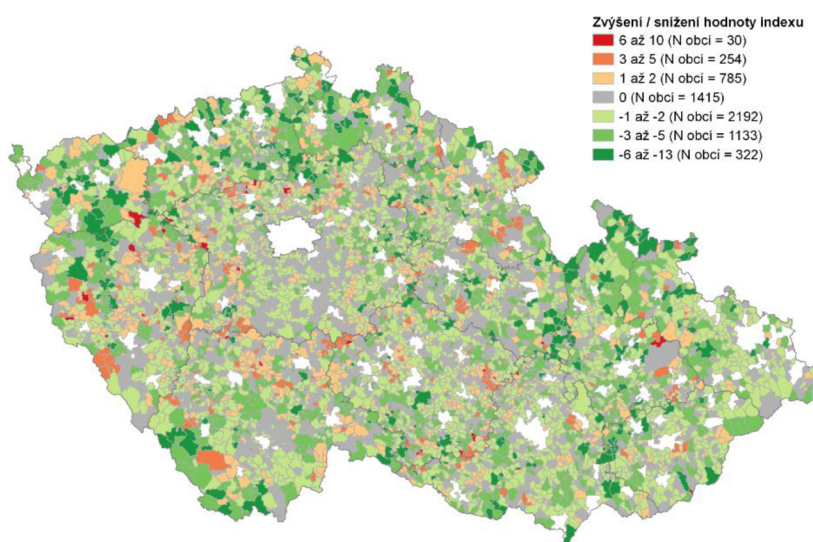 Zvýšení / snížení hodnoty indexu
6 až 10 (N obcí = 30)
3 až 5 (N obcí = 254)
1 až 2 (N obcí = 785)
0 (N obcí = 1415)
-1 až -2 (N obcí = 2192)
-3 až -5 (N obcí = 1133)
-6 až -13 (N obcí = 322)